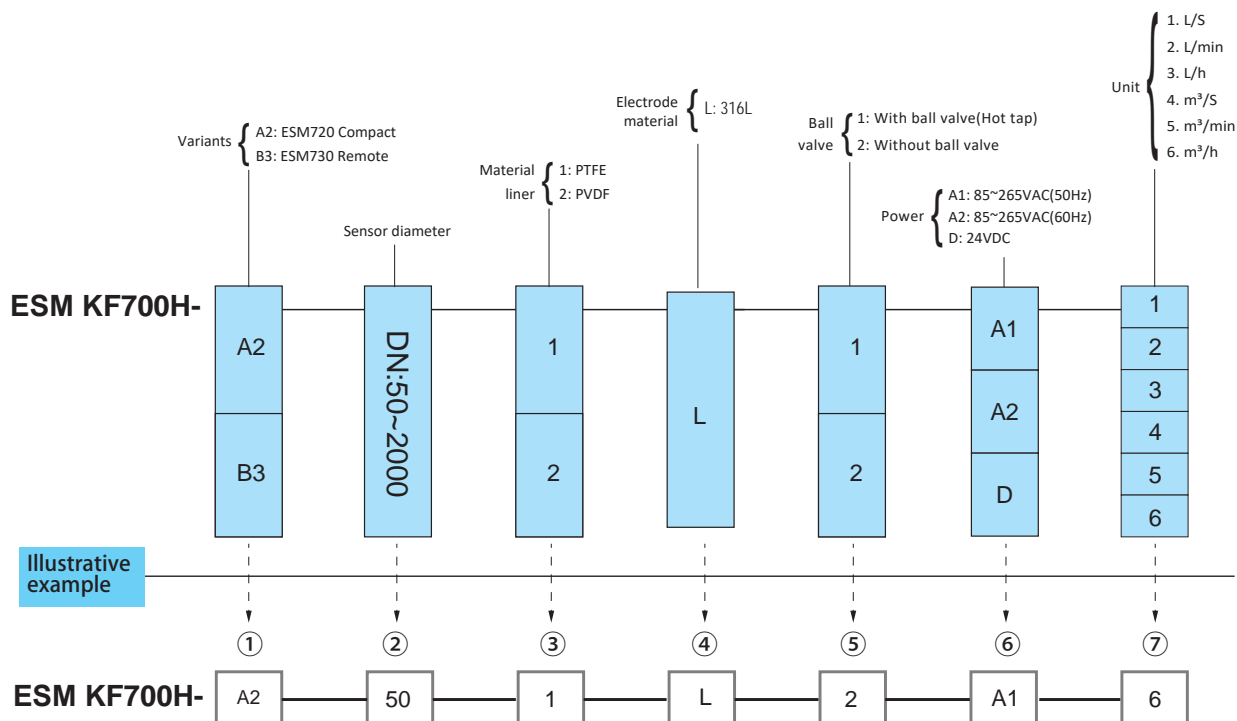 Variants
A2: ESM720 Compact
B3: ESM730 Remote
Sensor diameter
Material
liner
1: PTFE
2: PVDF
Electrode
material
L: 316L
Ball
valve
1: With ball valve(Hot tap)
2: Without ball valve
Power
A1: 85~265VAC(50Hz)
A2: 85~265VAC(60Hz)
D: 24VDC
Unit
1. L/S
2. L/min
3. L/h
4. m³/S
5. m³/min
6. m³/h
ESM KF700H-
A2
B3
DN:50~2000
1
2
L
1
2
A1
A2
D
1
2
3
4
5
6
Illustrative
example
① ② ③ ④ ⑤ ⑥ ⑦
ESM KF700H- A2 50 1 L 2 A1 6